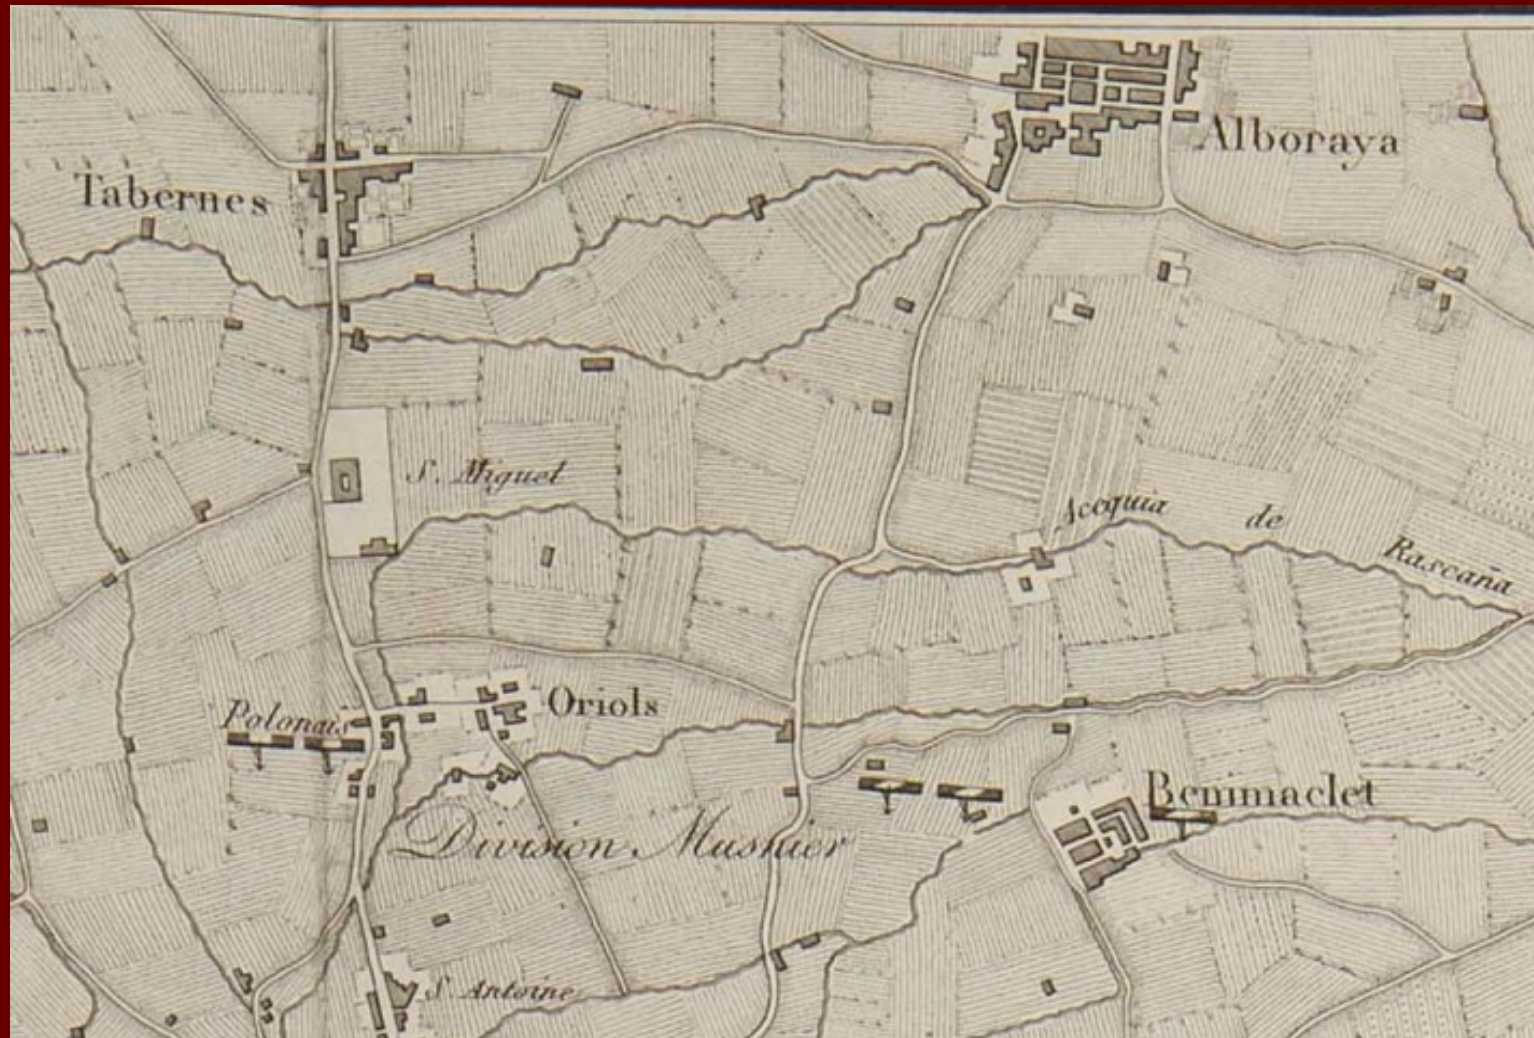 Alboraya
Tabernes
S. Miguel
Acequia de Rascaña
Polonais
Oriols
Benimaclet
Division Musnier
S. Antoine